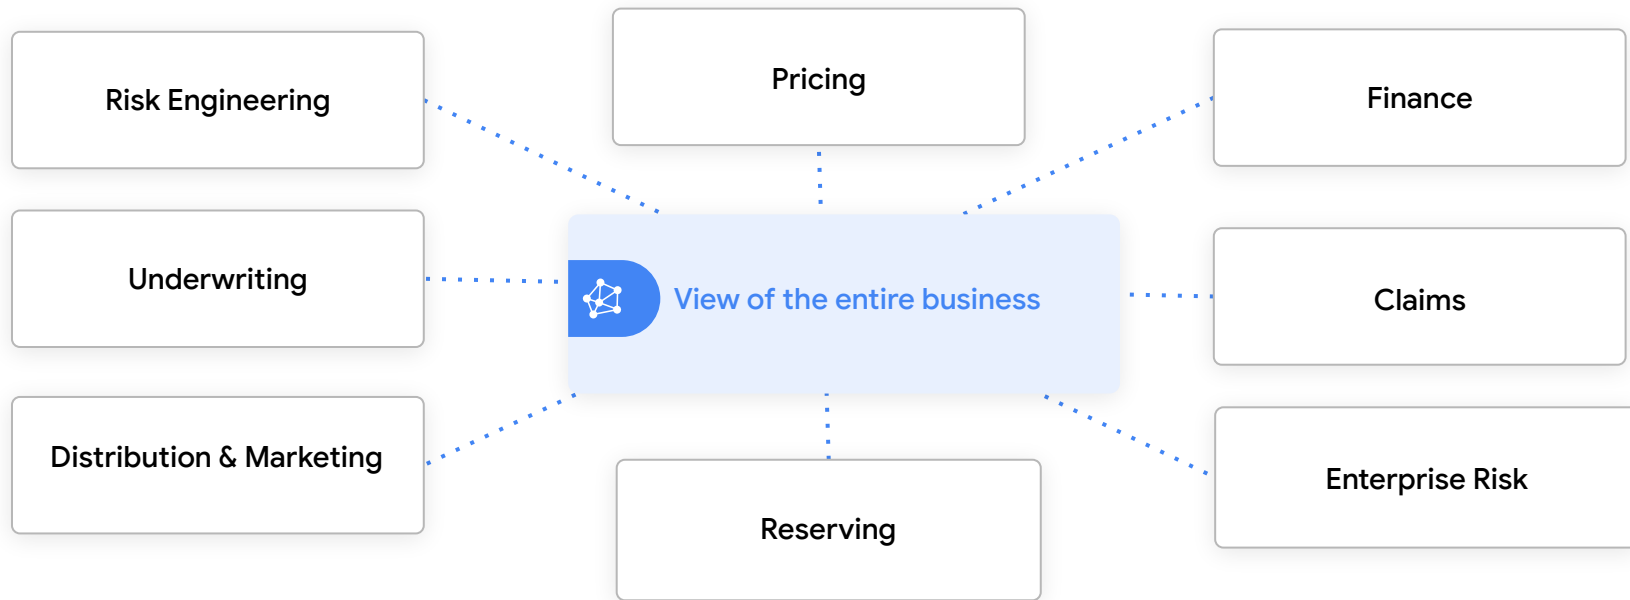 Risk Engineering
Pricing
Finance
Underwriting
View of the entire business
Claims
Distribution & Marketing
Reserving
Enterprise Risk